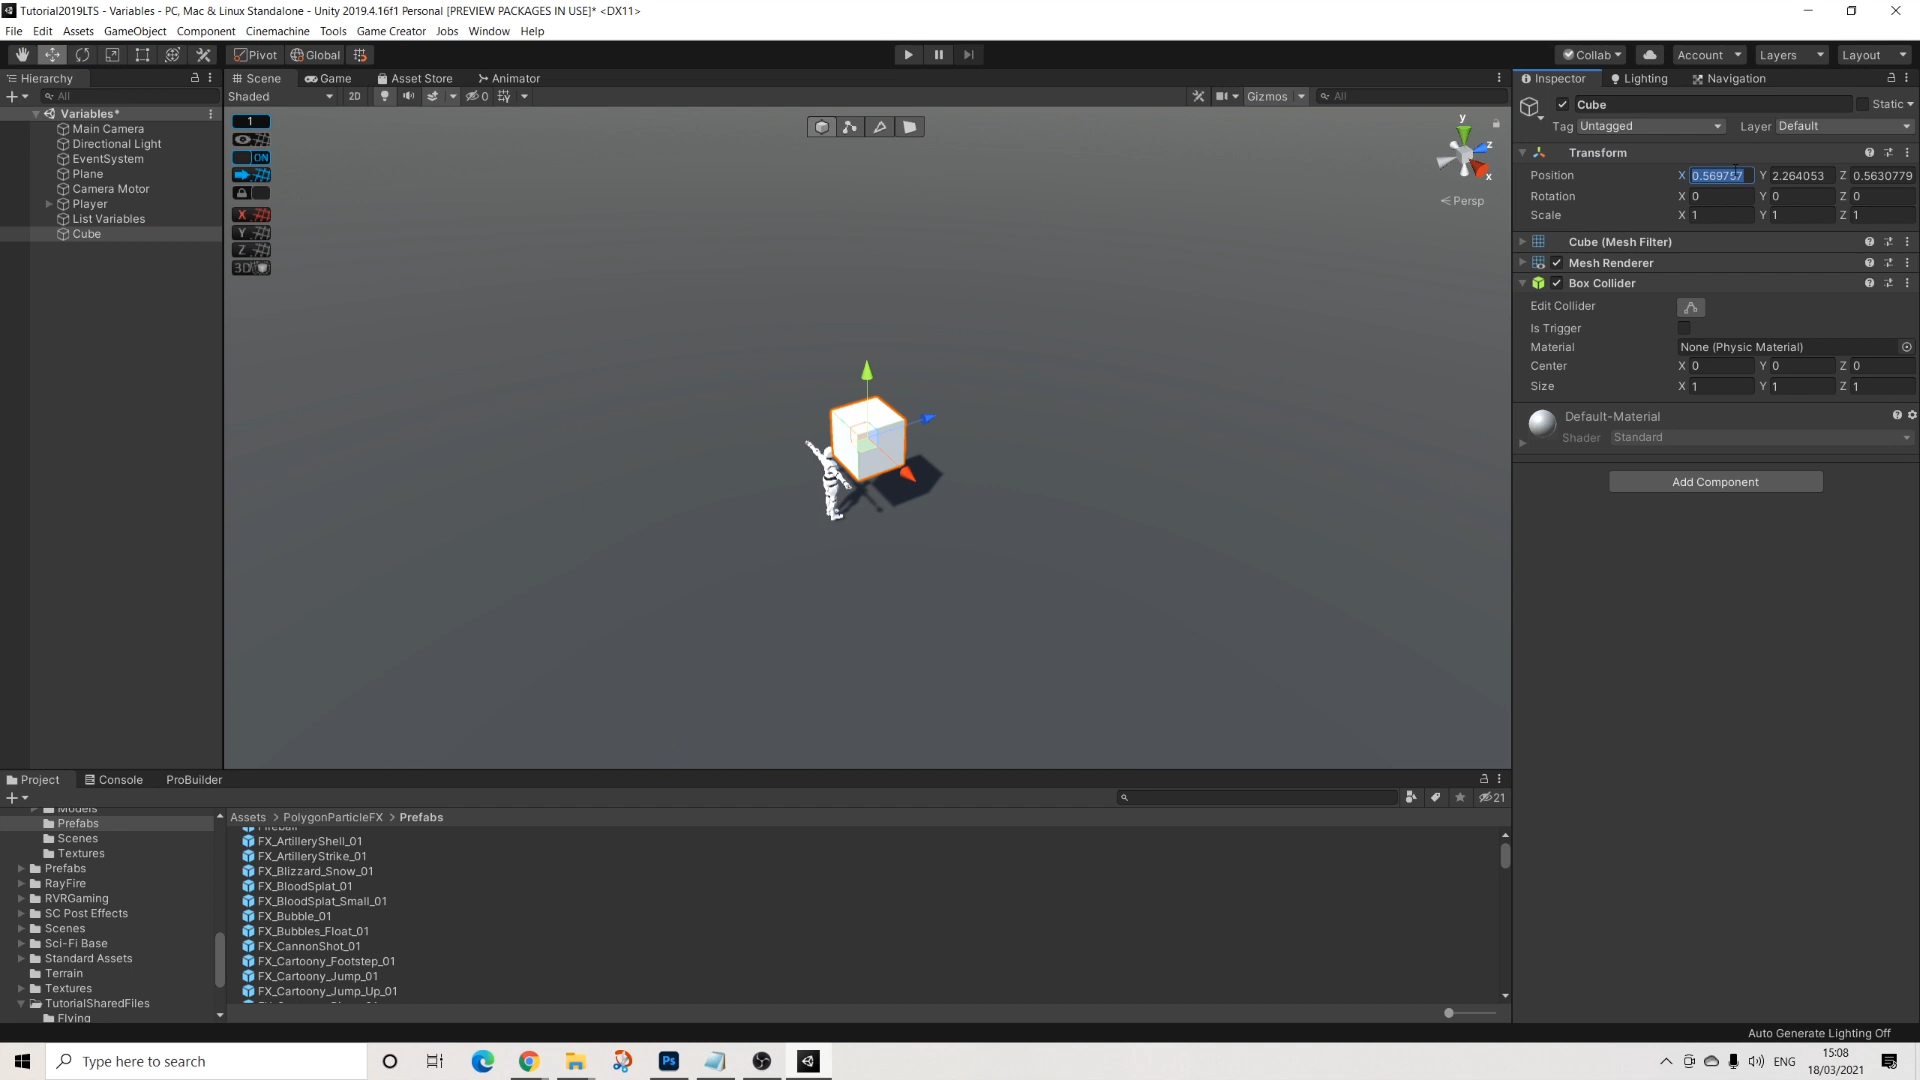 Tutorial2019LTS - Variables - PC, Mac & Linux Standalone - Unity 2019.4.16f1 Personal [PREVIEW PACKAGES IN USE]* <DX11>
File Edit Assets GameObject Component Cinemachine Tools Game Creator Jobs Window Help
Pivot Global Collab Account Layers Layout
Hierarchy
All
Variables*
Main Camera
Directional Light
EventSystem
Plane
Camera Motor
Player
List Variables
Cube
Scene Game Asset Store Animator
Shaded 2D 0 Gizmos All
1
ON
X
Y
Z
3D
y
z
x
Persp
Inspector Lighting Navigation
Cube Static
Tag Untagged Layer Default
Transform
Position X 0.569757 Y 2.264053 Z 0.5630779
Rotation X 0 Y 0 Z 0
Scale X 1 Y 1 Z 1
Cube (Mesh Filter)
Mesh Renderer
Box Collider
Edit Collider
Is Trigger
Material None (Physic Material)
Center X 0 Y 0 Z 0
Size X 1 Y 1 Z 1
Default-Material
Shader Standard
Add Component
Project Console ProBuilder
21
Models
Prefabs
Scenes
Textures
Prefabs
RayFire
RVRGaming
SC Post Effects
Scenes
Sci-Fi Base
Standard Assets
Terrain
Textures
TutorialSharedFiles
Flying
Assets > PolygonParticleFX > Prefabs
Fireball
FX_ArtilleryShell_01
FX_ArtilleryStrike_01
FX_Blizzard_Snow_01
FX_BloodSplat_01
FX_BloodSplat_Small_01
FX_Bubble_01
FX_Bubbles_Float_01
FX_CannonShot_01
FX_Cartoony_Footstep_01
FX_Cartoony_Jump_01
FX_Cartoony_Jump_Up_01
Auto Generate Lighting Off
Type here to search
Ps
ENG
15:08
18/03/2021